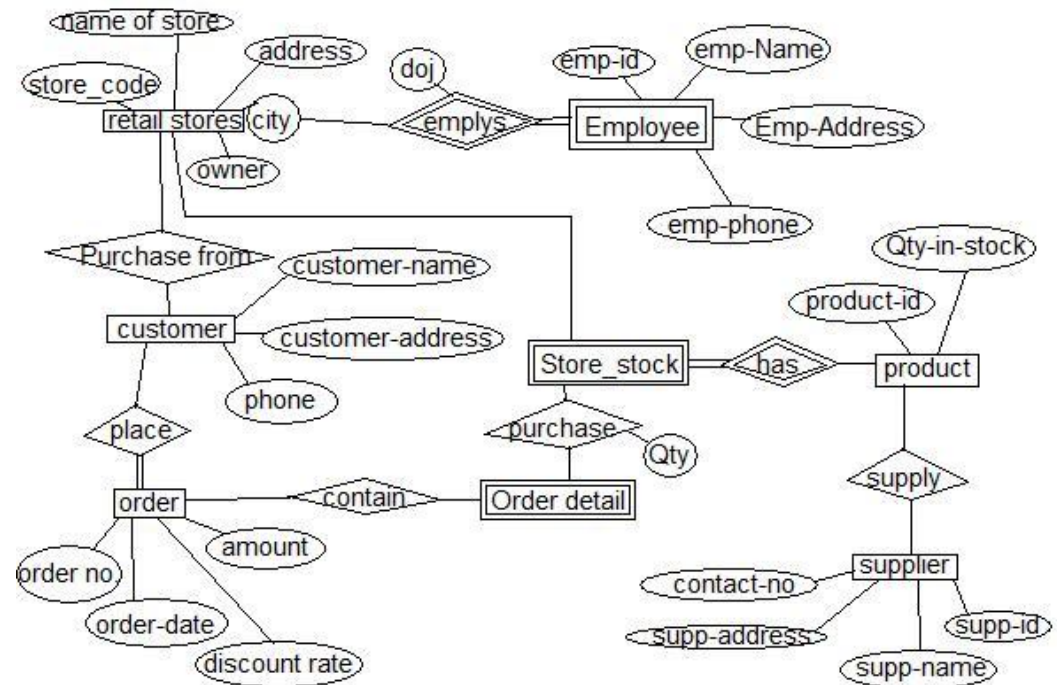 name of store
address
store_code
doj
emp-id
emp-Name
retail stores
city
emplys
Employee
Emp-Address
owner
emp-phone
Purchase from
customer-name
Qty-in-stock
product-id
customer
customer-address
Store_stock
has
product
phone
place
purchase
Qty
supply
order
contain
Order detail
amount
order no
order-date
discount rate
supplier
contact-no
supp-address
supp-id
supp-name